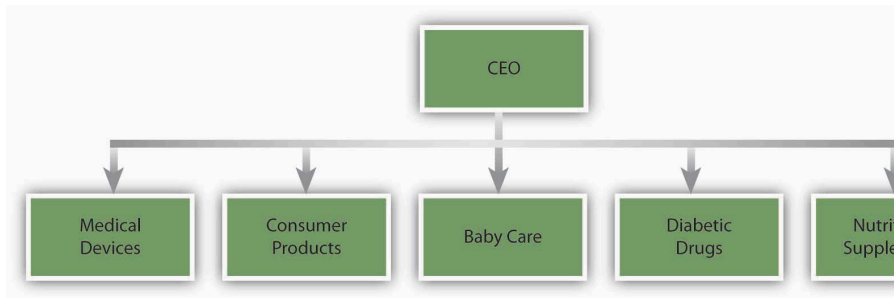 CEO
Medical
Devices
Consumer
Products
Baby Care
Diabetic
Drugs